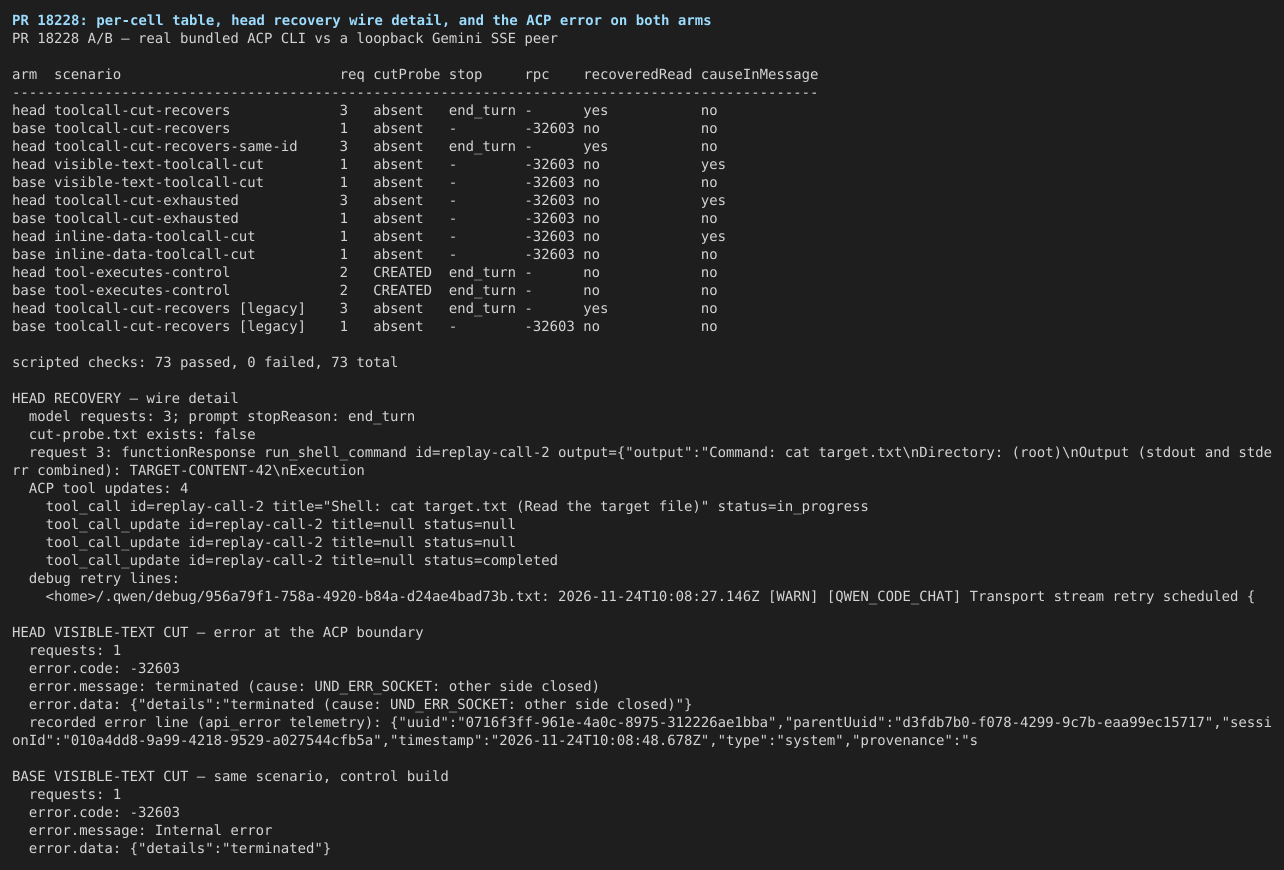 PR 18228: per-cell table, head recovery wire detail, and the ACP error on both arms
PR 18228 A/B — real bundled ACP CLI vs a loopback Gemini SSE peer
arm  scenario                          req cutProbe stop     rpc    recoveredRead causeInMessage
------------------------------------------------------------------------------------------------
head toolcall-cut-recovers             3   absent   end_turn -      yes           no
base toolcall-cut-recovers             1   absent   -        -32603 no            no
head toolcall-cut-recovers-same-id     3   absent   end_turn -      yes           no
head visible-text-toolcall-cut         1   absent   -        -32603 no            yes
base visible-text-toolcall-cut         1   absent   -        -32603 no            no
head toolcall-cut-exhausted            3   absent   -        -32603 no            yes
base toolcall-cut-exhausted            1   absent   -        -32603 no            no
head inline-data-toolcall-cut          1   absent   -        -32603 no            yes
base inline-data-toolcall-cut          1   absent   -        -32603 no            no
head tool-executes-control             2   CREATED  end_turn -      no            no
base tool-executes-control             2   CREATED  end_turn -      no            no
head toolcall-cut-recovers [legacy]    3   absent   end_turn -      yes           no
base toolcall-cut-recovers [legacy]    1   absent   -        -32603 no            no
scripted checks: 73 passed, 0 failed, 73 total
HEAD RECOVERY — wire detail
  model requests: 3; prompt stopReason: end_turn
  cut-probe.txt exists: false
  request 3: functionResponse run_shell_command id=replay-call-2 output={"output":"Command: cat target.txt\nDirectory: (root)\nOutput (stdout and stde
rr combined): TARGET-CONTENT-42\nExecution
  ACP tool updates: 4
    tool_call id=replay-call-2 title="Shell: cat target.txt (Read the target file)" status=in_progress
    tool_call_update id=replay-call-2 title=null status=null
    tool_call_update id=replay-call-2 title=null status=null
    tool_call_update id=replay-call-2 title=null status=completed
  debug retry lines:
    <home>/.qwen/debug/956a79f1-758a-4920-b84a-d24ae4bad73b.txt: 2026-11-24T10:08:27.146Z [WARN] [QWEN_CODE_CHAT] Transport stream retry scheduled {
HEAD VISIBLE-TEXT CUT — error at the ACP boundary
  requests: 1
  error.code: -32603
  error.message: terminated (cause: UND_ERR_SOCKET: other side closed)
  error.data: {"details":"terminated (cause: UND_ERR_SOCKET: other side closed)"}
  recorded error line (api_error telemetry): {"uuid":"0716f3ff-961e-4a0c-8975-312226ae1bba","parentUuid":"d3fdb7b0-f078-4299-9c7b-eaa99ec15717","sessi
onId":"010a4dd8-9a99-4218-9529-a027544cfb5a","timestamp":"2026-11-24T10:08:48.678Z","type":"system","provenance":"s
BASE VISIBLE-TEXT CUT — same scenario, control build
  requests: 1
  error.code: -32603
  error.message: Internal error
  error.data: {"details":"terminated"}